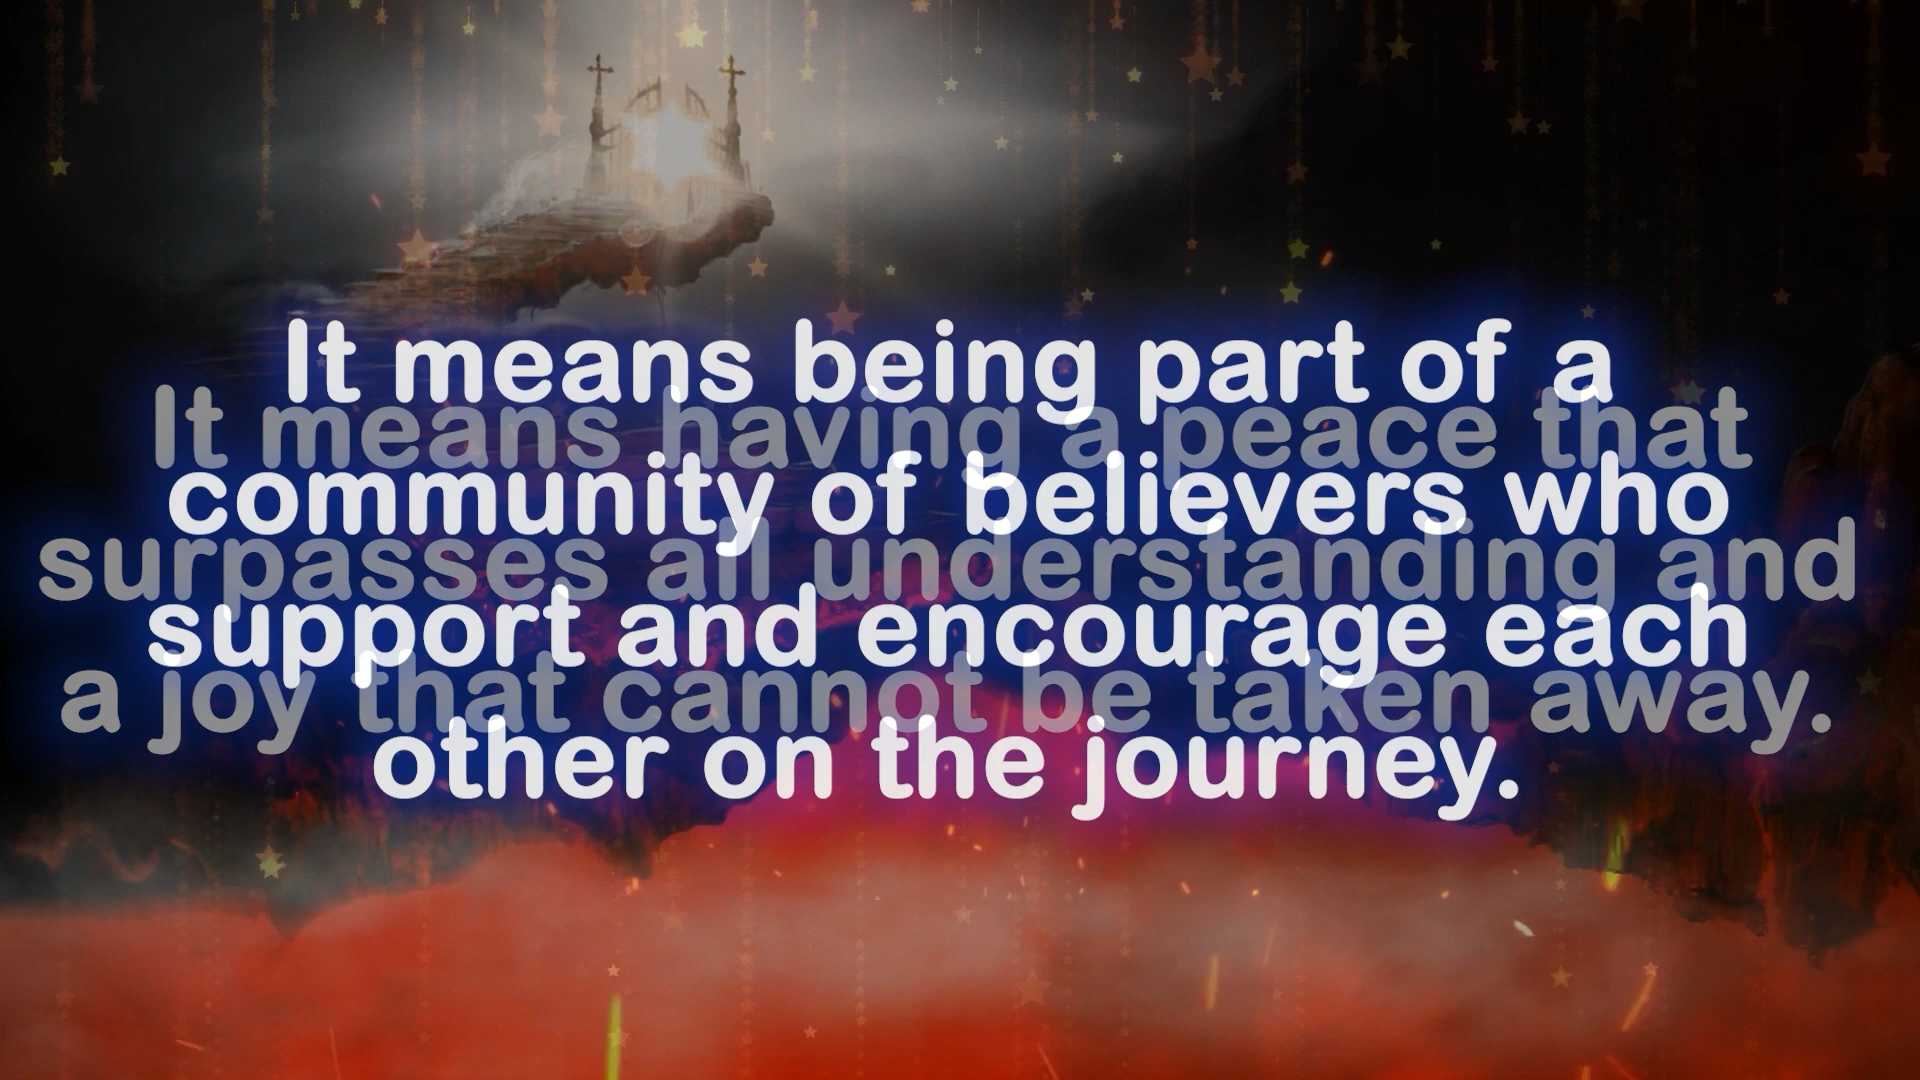 It means being part of a
community of believers who
support and encourage each
other on the journey.
It means having a peace that
surpasses all understanding and
a joy that cannot be taken away.